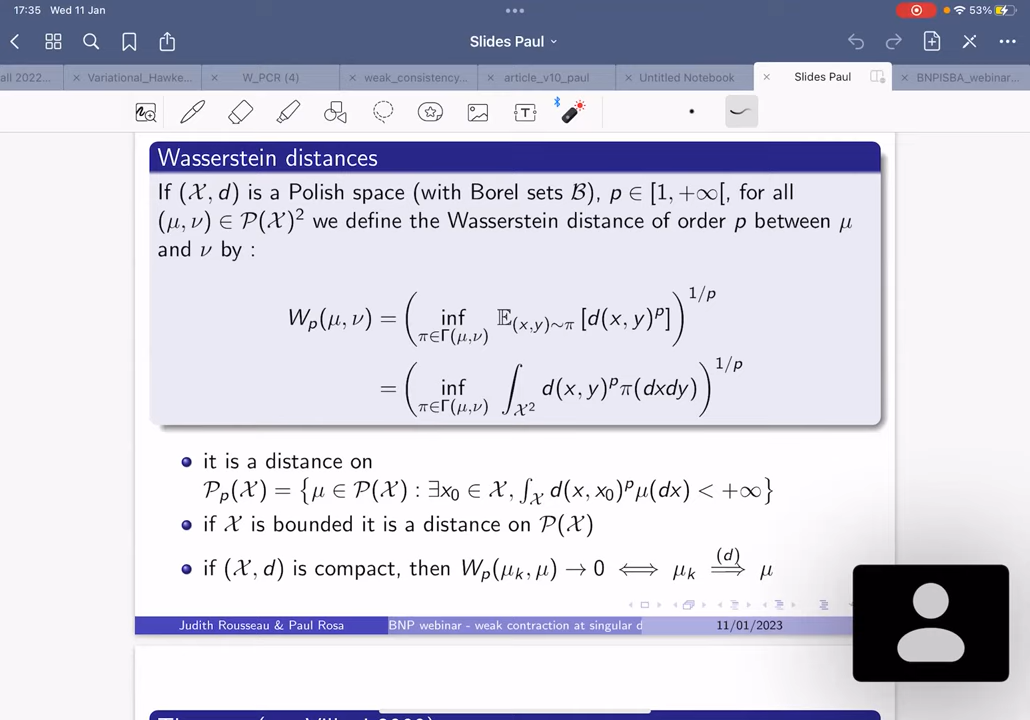 17:35 Wed 11 Jan
53%
Slides Paul
all 2022...
Variational_Hawke...
W_PCR (4)
weak_consistency...
article_v10_paul
Untitled Notebook
Slides Paul
BNPISBA_webinar...
Wasserstein distances
If (𝒳, d) is a Polish space (with Borel sets ℬ), p ∈ [1, +∞[, for all
(μ, ν) ∈ 𝒫(𝒳)² we define the Wasserstein distance of order p between μ
and ν by :
W_p(μ, ν) = ( inf_{π∈Γ(μ,ν)} 𝔼_{(x,y)∼π} [d(x, y)^p] )^{1/p}
= ( inf_{π∈Γ(μ,ν)} ∫_{𝒳²} d(x, y)^p π(dxdy) )^{1/p}
it is a distance on
𝒫_p(𝒳) = {μ ∈ 𝒫(𝒳) : ∃x₀ ∈ 𝒳, ∫_𝒳 d(x, x₀)^p μ(dx) < +∞}
if 𝒳 is bounded it is a distance on 𝒫(𝒳)
if (𝒳, d) is compact, then W_p(μ_k, μ) → 0 ⟺ μ_k ⟹^{(d)} μ
Judith Rousseau & Paul Rosa
BNP webinar - weak contraction at singular d
11/01/2023